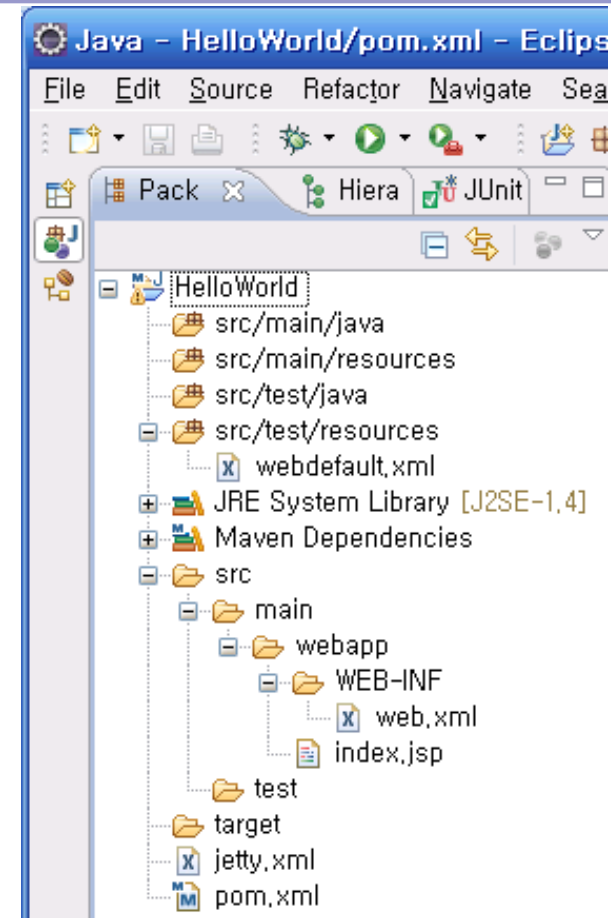 Java - HelloWorld/pom.xml - Eclips
File Edit Source Refactor Navigate Sea
Pack Hiera JUnit
HelloWorld
src/main/java
src/main/resources
src/test/java
src/test/resources
webdefault.xml
JRE System Library [J2SE-1.4]
Maven Dependencies
src
main
webapp
WEB-INF
web.xml
index.jsp
test
target
jetty.xml
pom.xml